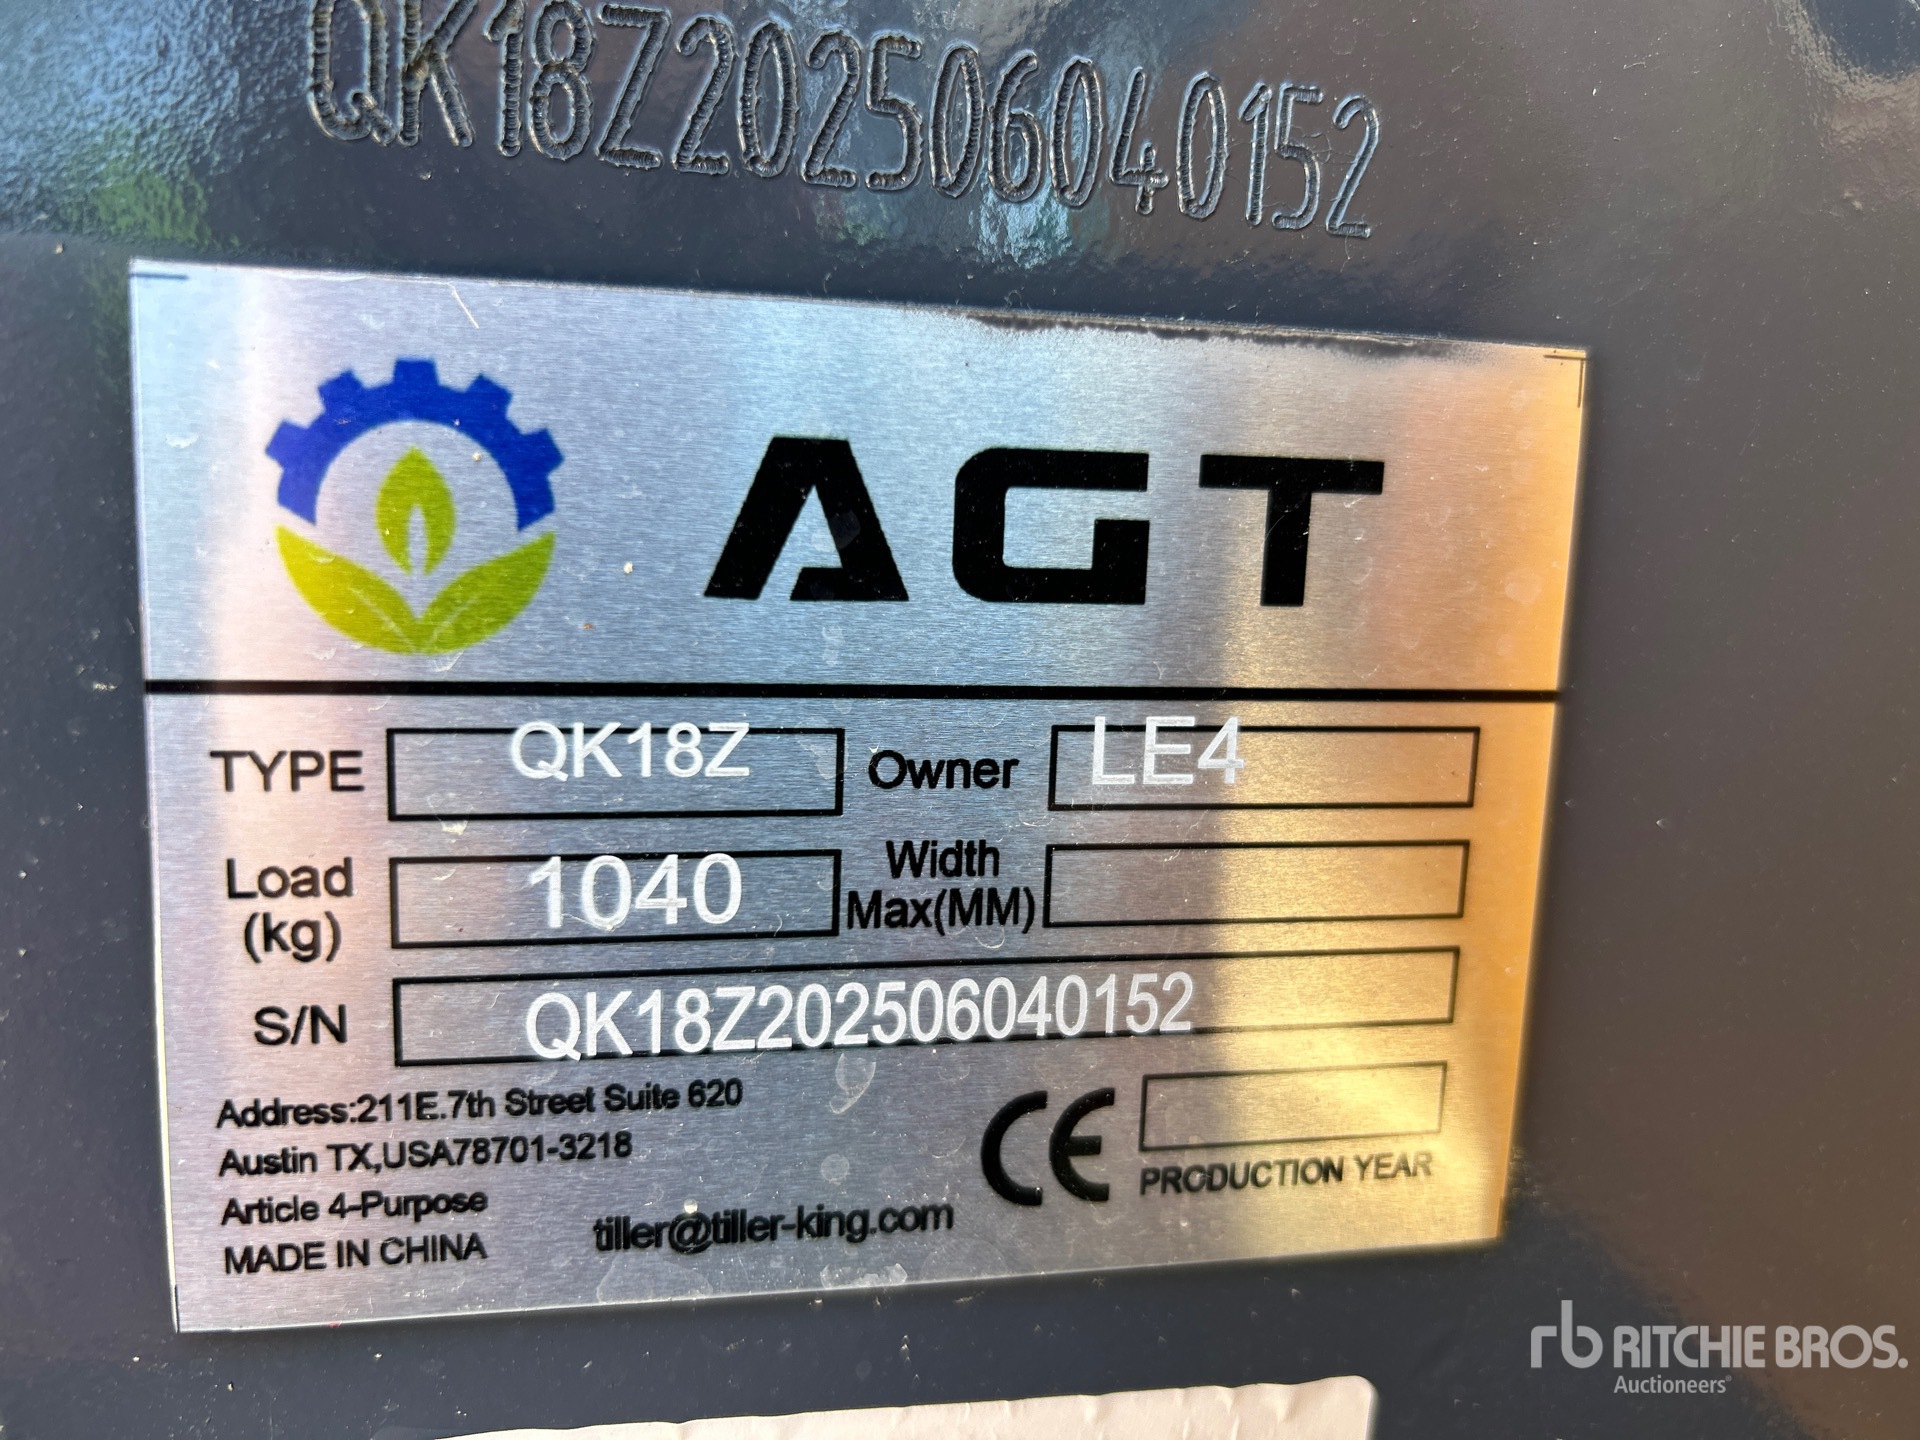 QK18Z202506040152
AGT
TYPE QK18Z Owner LE4
Load (kg) 1040 Width Max(MM)
S/N QK18Z202506040152
Address:211E.7th Street Suite 620
Austin TX,USA78701-3218
Article 4-Purpose
MADE IN CHINA
tiller@tiller-king.com
CE
PRODUCTION YEAR
rb RITCHIE BROS.
Auctioneers